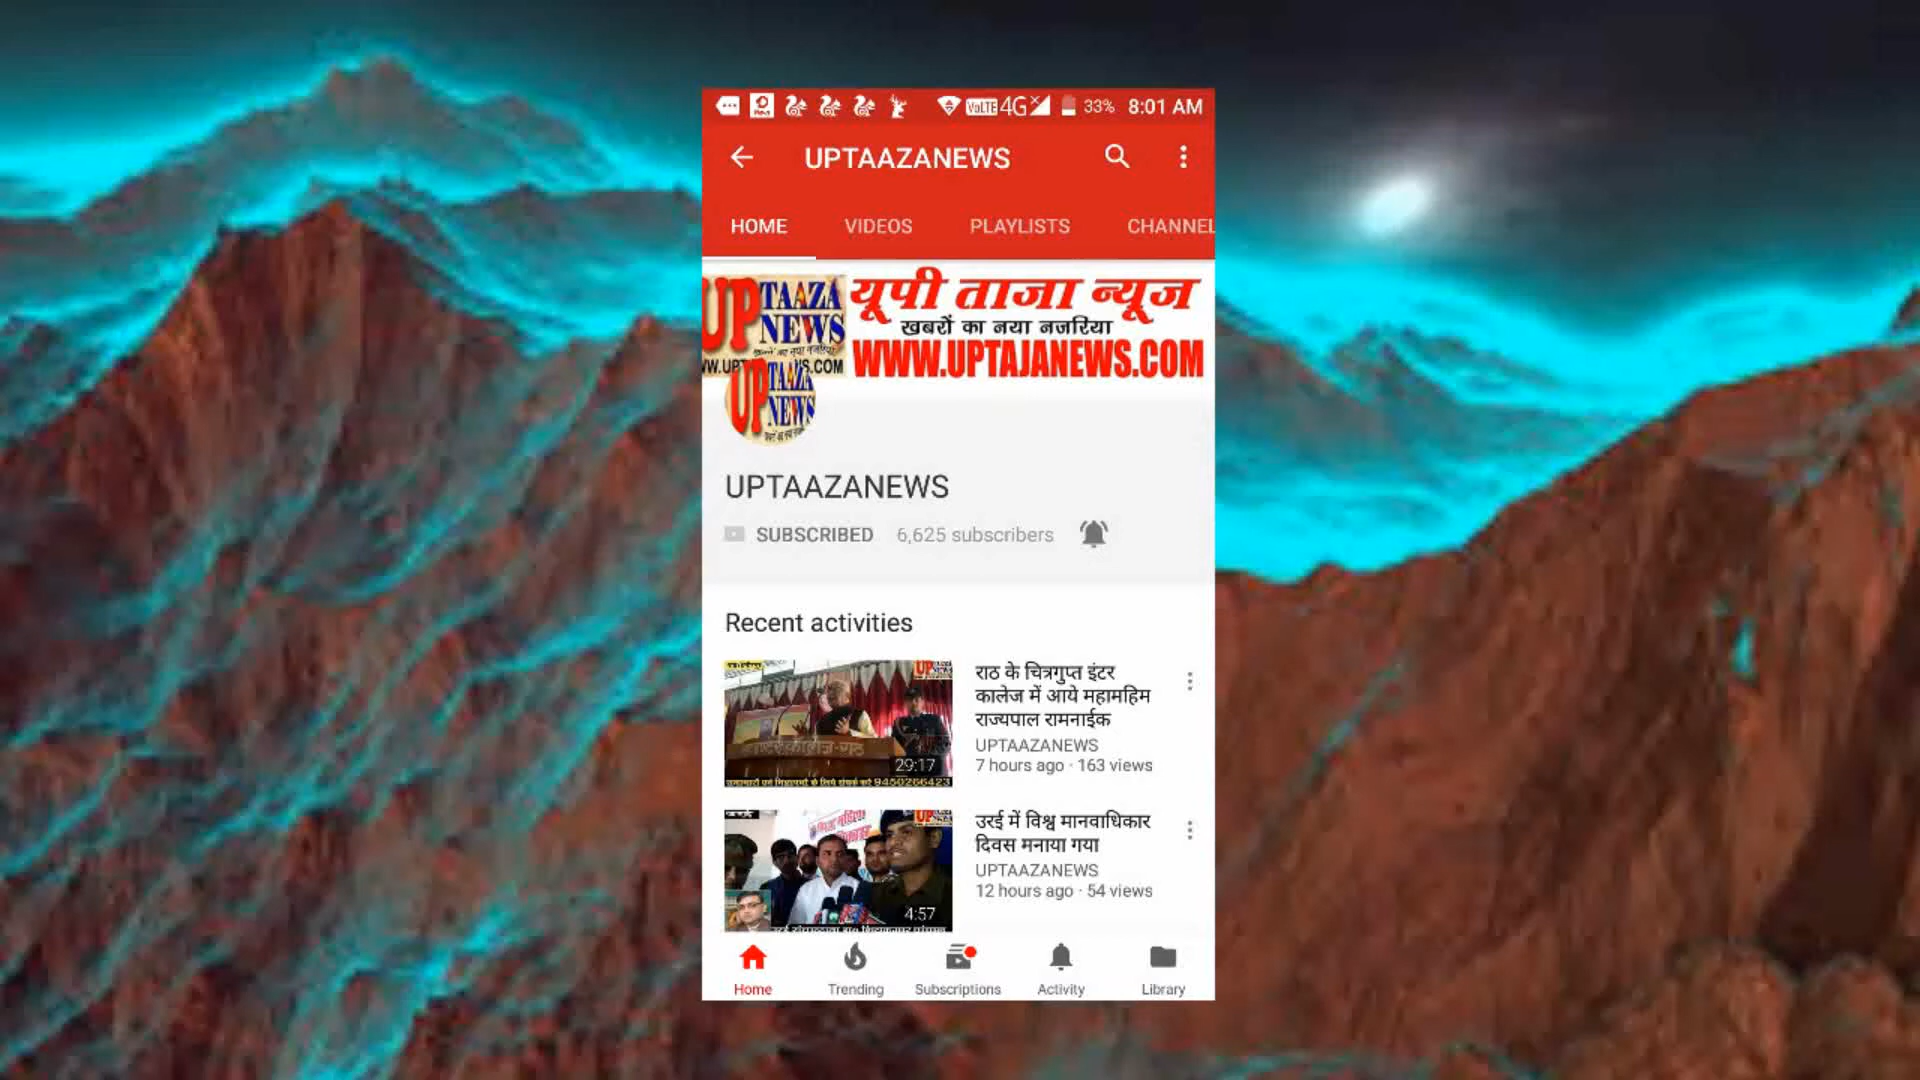 VoLTE 4G 33% 8:01 AM
UPTAAZANEWS
HOME VIDEOS PLAYLISTS CHANNEL
UP TAAZA NEWS
यूपी ताजा न्यूज
खबरों का नया नजरिया
WWW.UPTAJANEWS.COM
UP TAAZA NEWS
UPTAAZANEWS
SUBSCRIBED 6,625 subscribers
Recent activities
राठ के चित्रगुप्त इंटर
कालेज में आये महामहिम
राज्यपाल रामनाईक
UPTAAZANEWS
7 hours ago · 163 views
29:17
9450266423
उरई में विश्व मानवाधिकार
दिवस मनाया गया
UPTAAZANEWS
12 hours ago · 54 views
4:57
Home Trending Subscriptions Activity Library